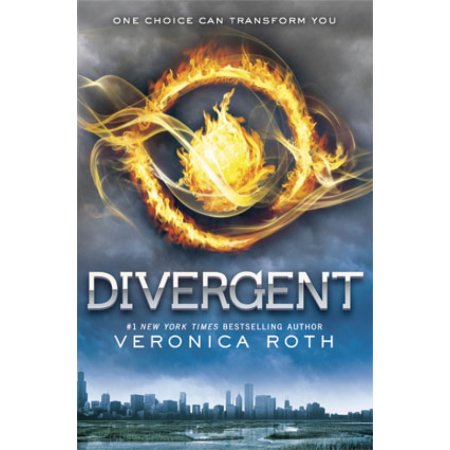 ONE CHOICE CAN TRANSFORM YOU
DIVERGENT
#1 NEW YORK TIMES BESTSELLING AUTHOR
VERONICA ROTH